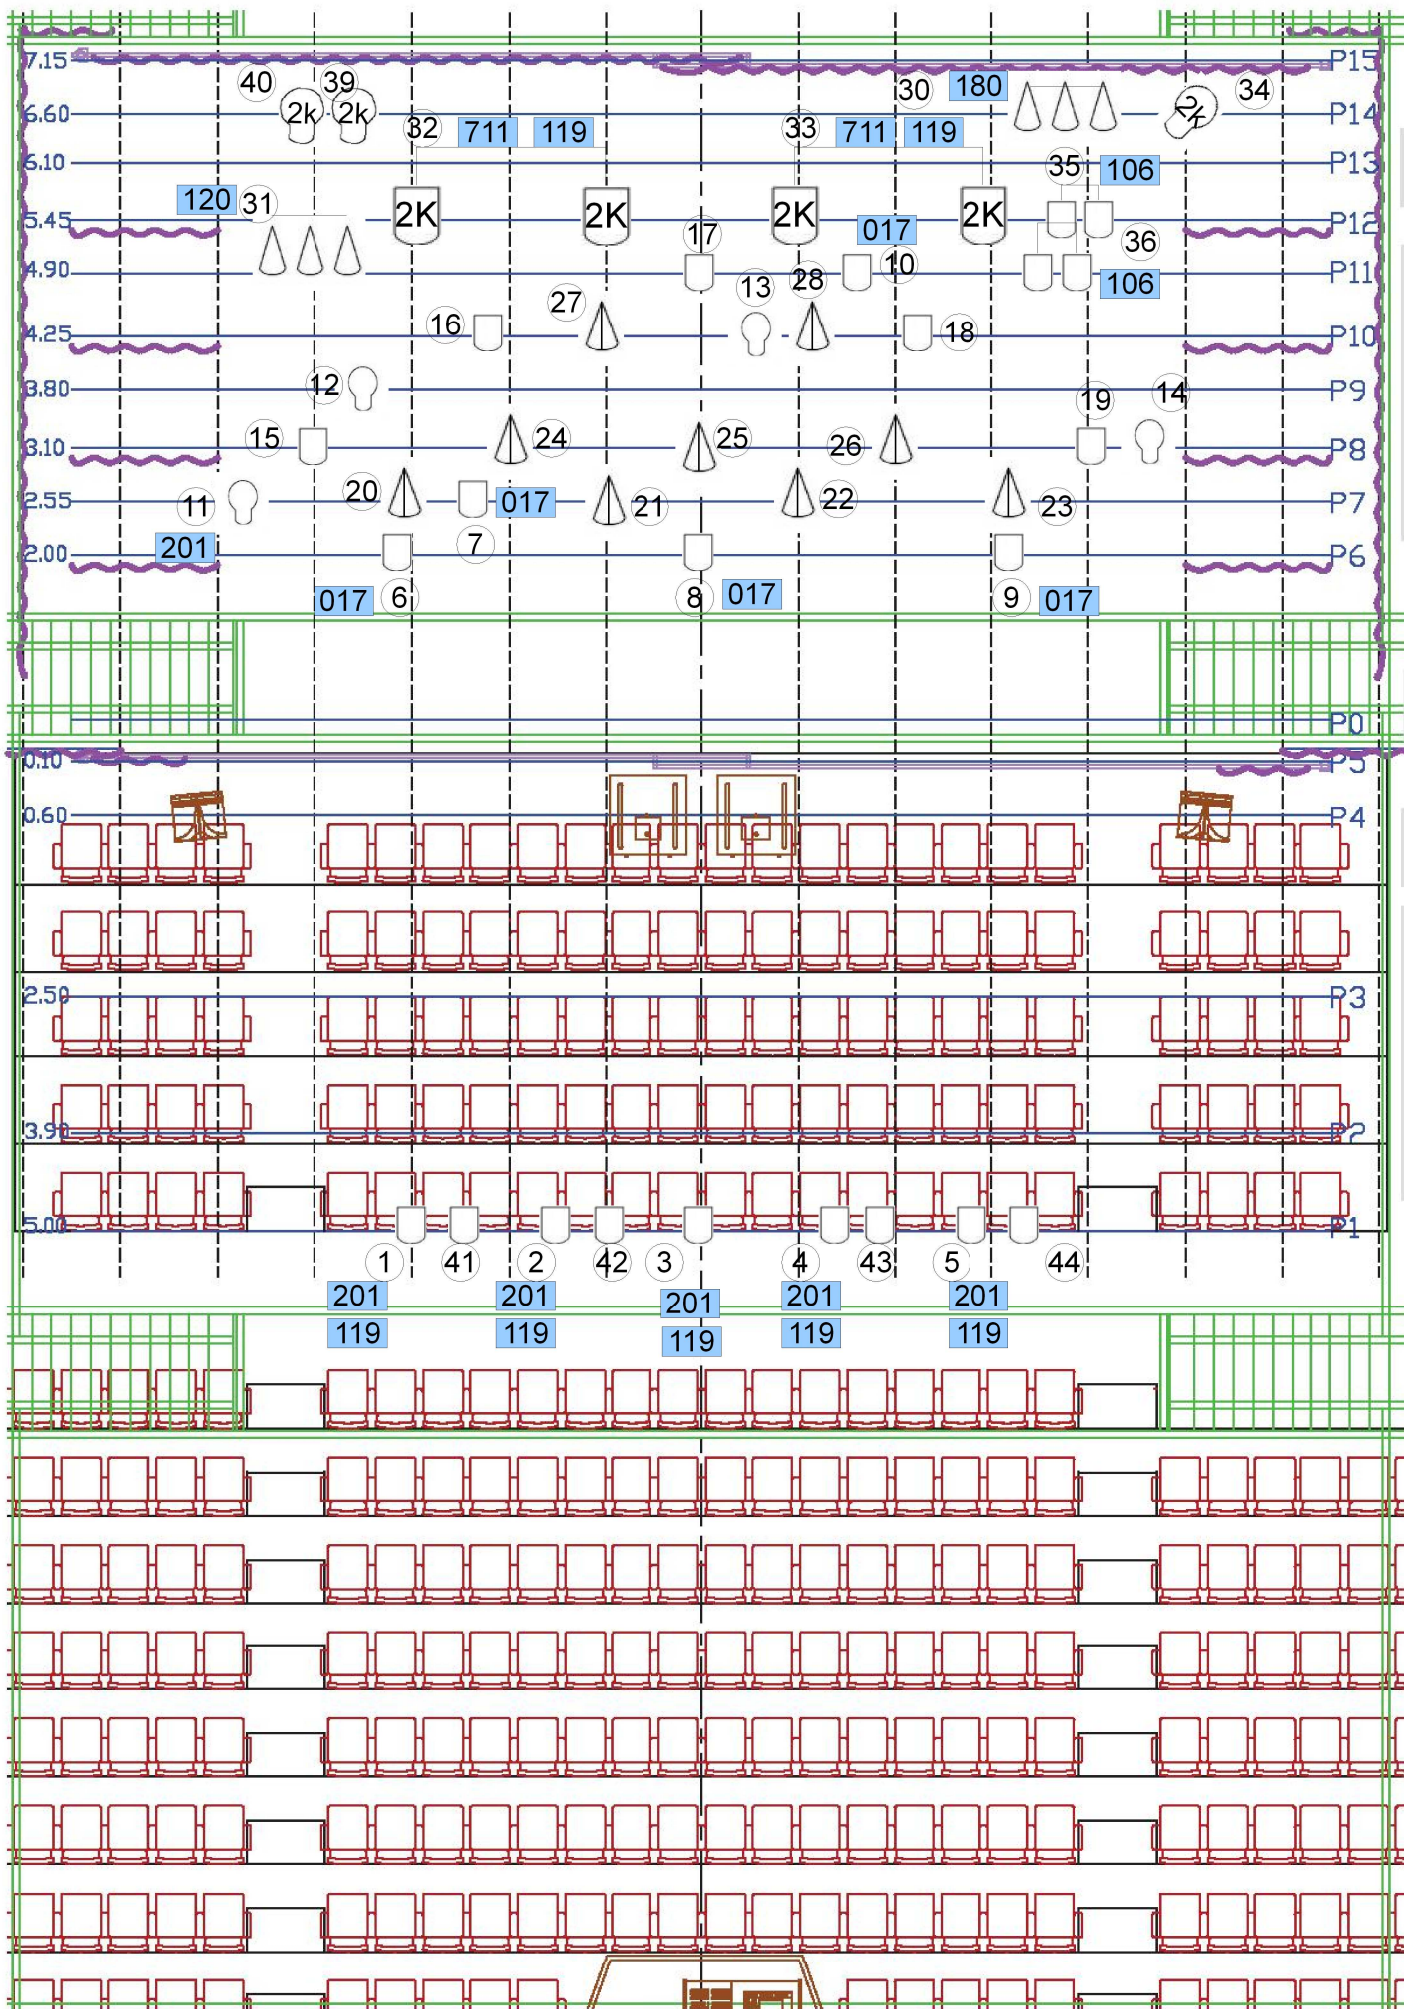 7.15 P15
40 39 30 180 34
6.60 2k 2k 2k P14
32 711 119 33 711 119
6.10 P13
35 106
120 31
5.45 2K 2K 2K 2K P12
17 017 36
4.90 10 P11
13 28 106
27
16 18
4.25 P10
3.80 12 19 14 P9
15 24 25 26
3.10 P8
20
2.55 11 017 21 22 23 P7
201 7
2.00 P6
017 6 8 017 9 017
P0
0.10 P5
0.60 P4
2.50 P3
3.90 P2
5.00 P1
1 41 2 42 3 4 43 5 44
201 201 201 201 201
119 119 119 119 119